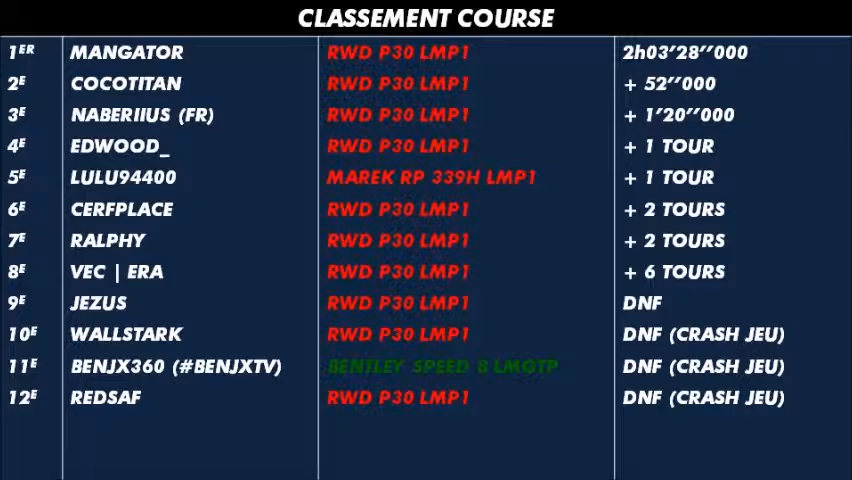 CLASSEMENT COURSE
1ER MANGATOR RWD P30 LMP1 2h03'28''000
2E COCOTITAN RWD P30 LMP1 + 52''000
3E NABERIIUS (FR) RWD P30 LMP1 + 1'20''000
4E EDWOOD_ RWD P30 LMP1 + 1 TOUR
5E LULU94400 MAREK RP 339H LMP1 + 1 TOUR
6E CERFPLACE RWD P30 LMP1 + 2 TOURS
7E RALPHY RWD P30 LMP1 + 2 TOURS
8E VEC | ERA RWD P30 LMP1 + 6 TOURS
9E JEZUS RWD P30 LMP1 DNF
10E WALLSTARK RWD P30 LMP1 DNF (CRASH JEU)
11E BENJX360 (#BENJXTV) BENTLEY SPEED 8 LMGTP DNF (CRASH JEU)
12E REDSAF RWD P30 LMP1 DNF (CRASH JEU)